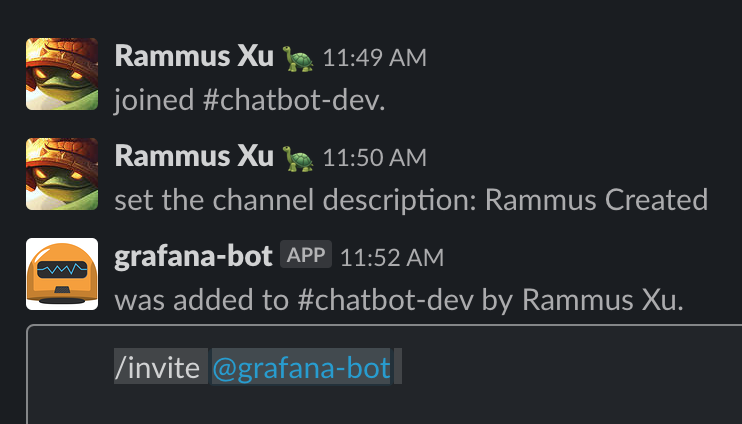 Rammus Xu 🐢 11:49 AM
joined #chatbot-dev.
Rammus Xu 🐢 11:50 AM
set the channel description: Rammus Created
grafana-bot APP 11:52 AM
was added to #chatbot-dev by Rammus Xu.
/invite @grafana-bot